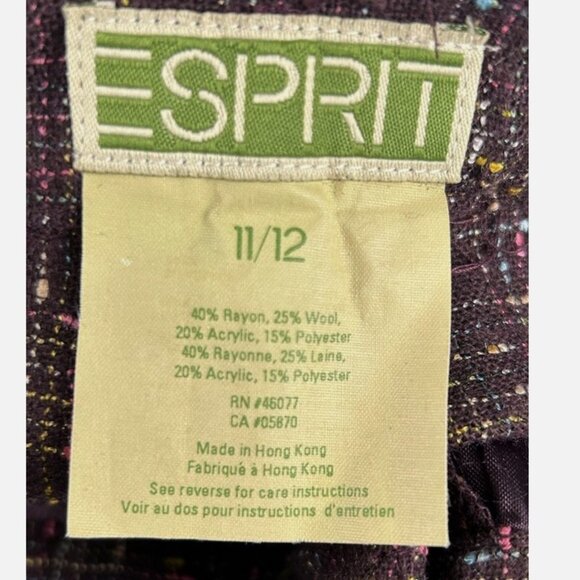 ESPRIT
11/12
40% Rayon, 25% Wool,
20% Acrylic, 15% Polyester
40% Rayonne, 25% Laine,
20% Acrylic, 15% Polyester
RN #46077
CA #05870
Made in Hong Kong
Fabriqué à Hong Kong
See reverse for care instructions
Voir au dos pour instructions d'entretien